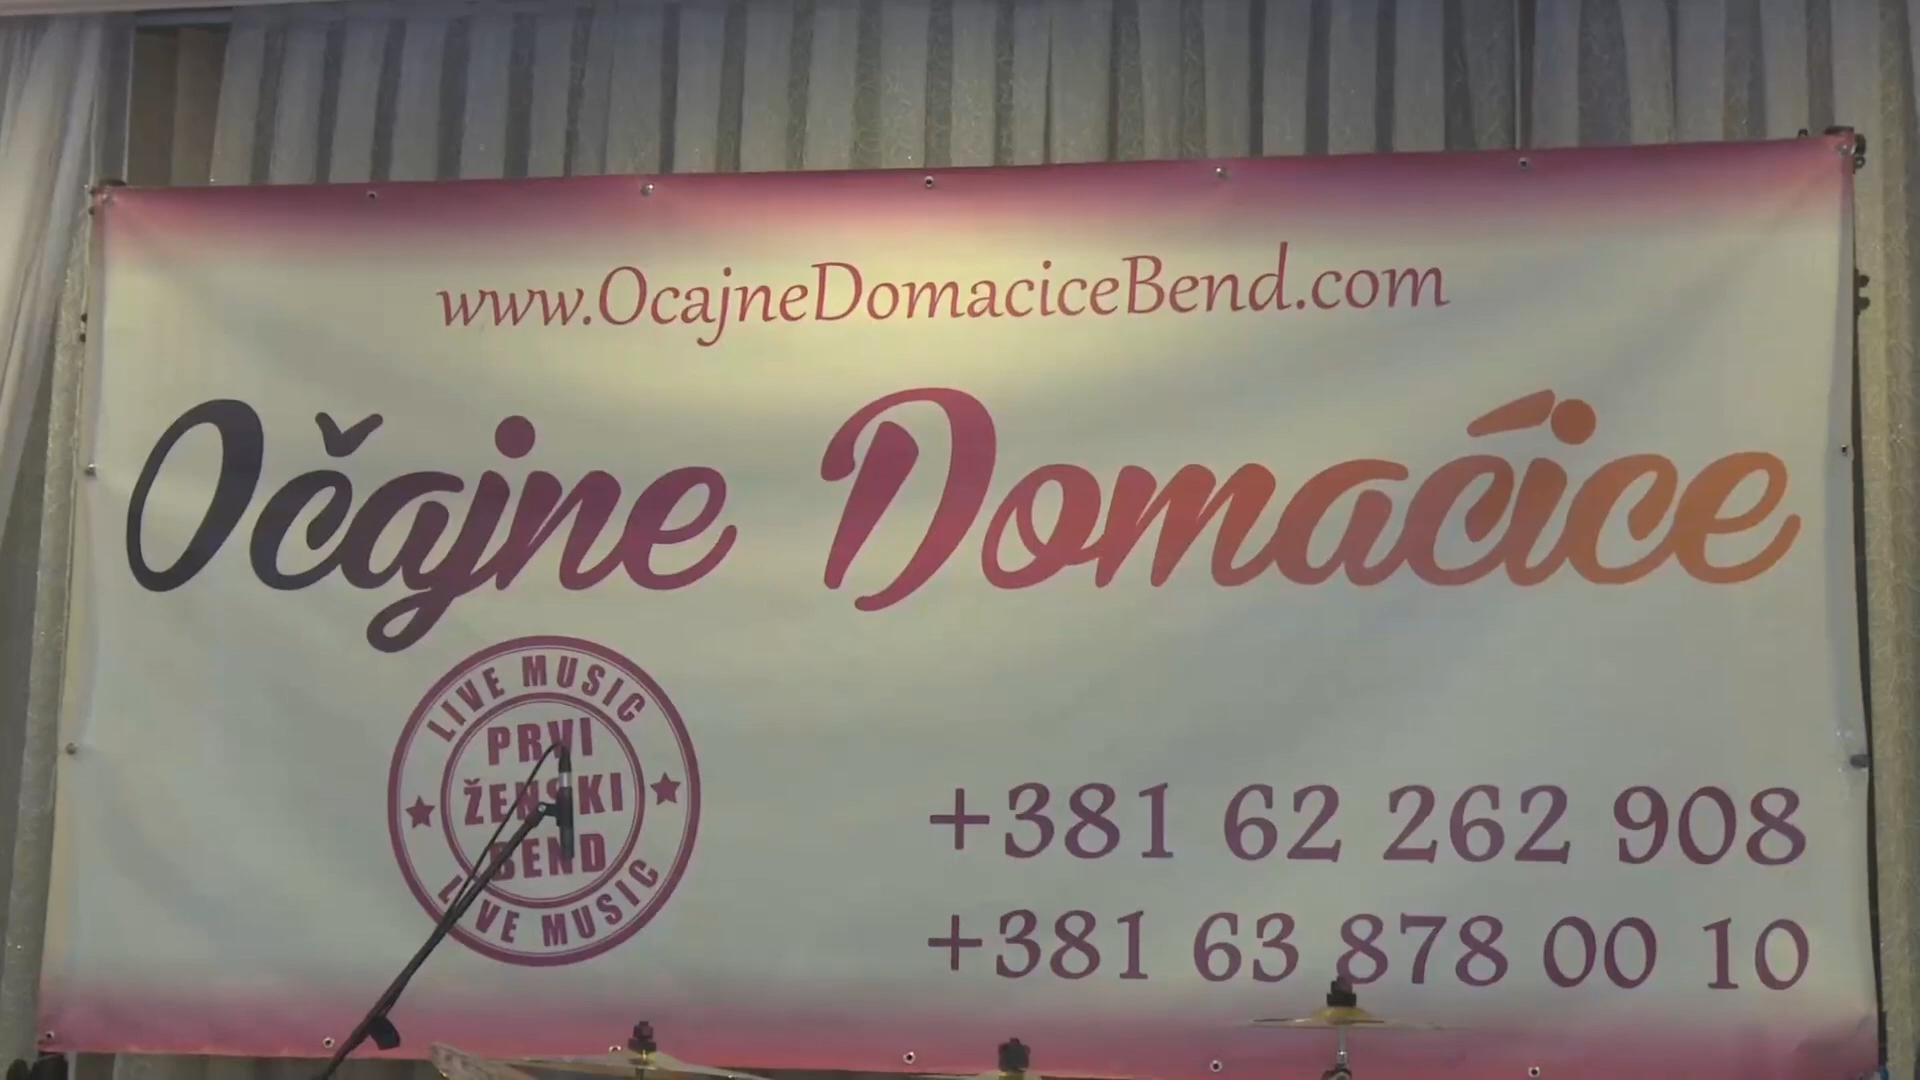 www.OcajneDomaciceBend.com
Očajne Domaćice
LIVE MUSIC
PRVI
ŽENSKI
BEND
LIVE MUSIC
+381 62 262 908
+381 63 878 00 10